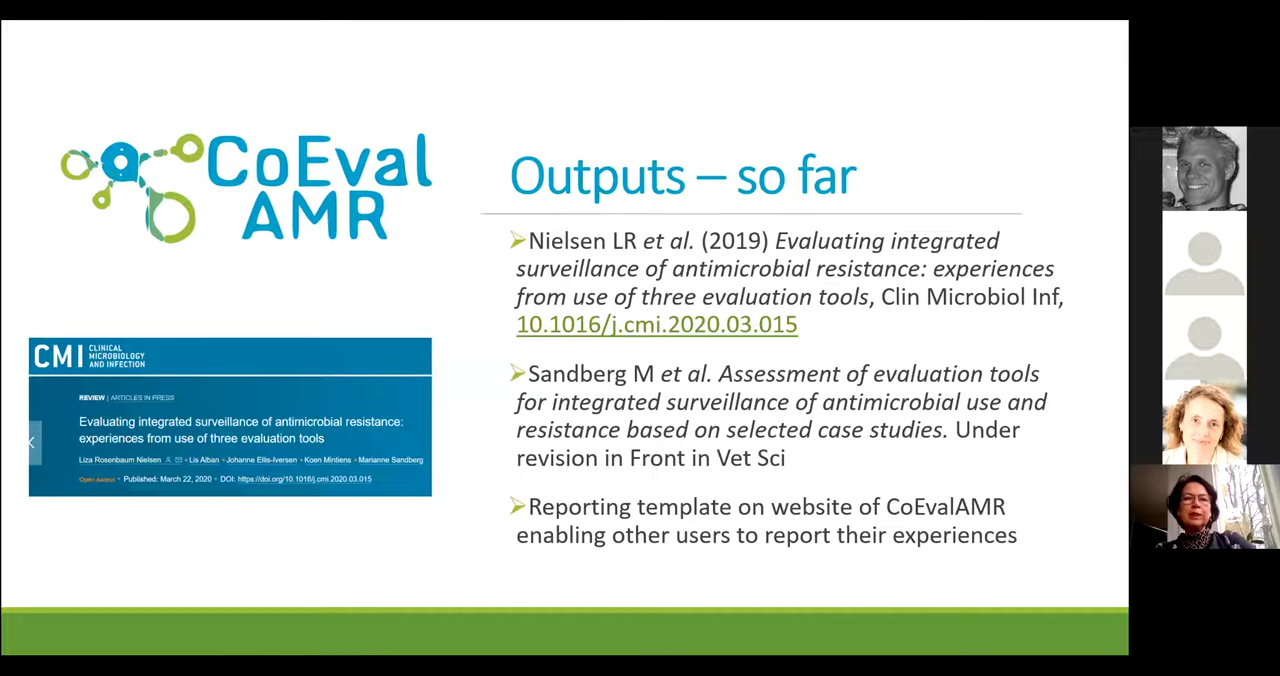 CoEval
AMR
Outputs – so far
➢Nielsen LR et al. (2019) Evaluating integrated
surveillance of antimicrobial resistance: experiences
from use of three evaluation tools, Clin Microbiol Inf,
10.1016/j.cmi.2020.03.015
➢Sandberg M et al. Assessment of evaluation tools
for integrated surveillance of antimicrobial use and
resistance based on selected case studies. Under
revision in Front in Vet Sci
➢Reporting template on website of CoEvalAMR
enabling other users to report their experiences
CMI CLINICAL
MICROBIOLOGY
AND INFECTION
REVIEW | ARTICLES IN PRESS
Evaluating integrated surveillance of antimicrobial resistance:
experiences from use of three evaluation tools
Liza Rosenbaum Nielsen • Lis Alban • Johanne Ellis-Iversen • Koen Mintiens • Marianne Sandberg
Open Access • Published: March 22, 2020 • DOI: https://doi.org/10.1016/j.cmi.2020.03.015